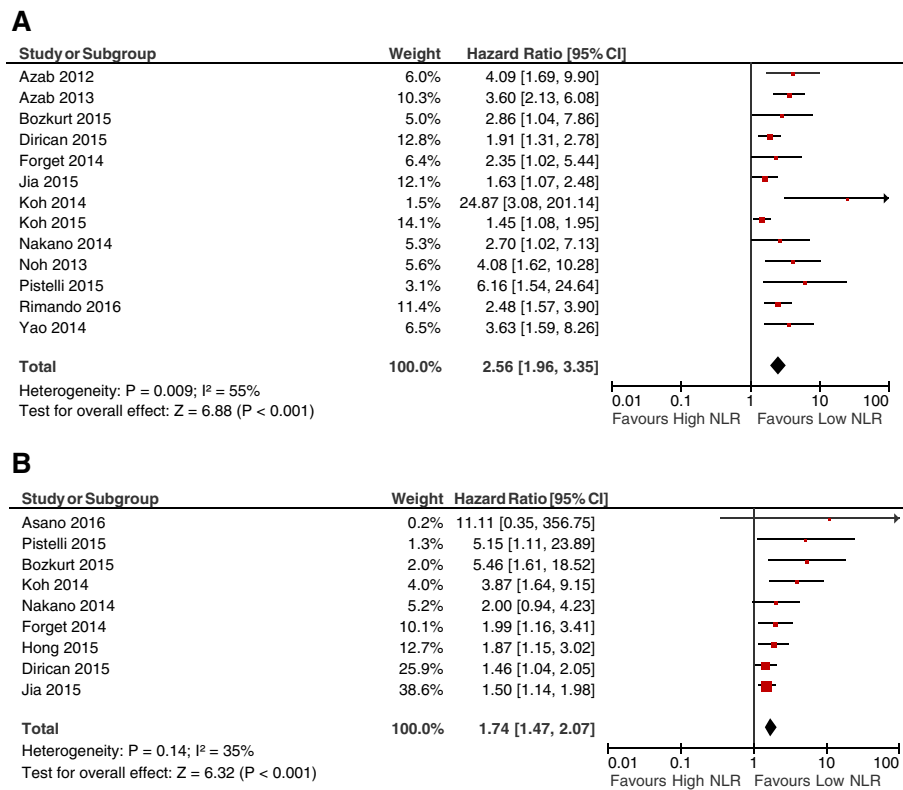 A
Study or Subgroup Weight Hazard Ratio [95% CI]
Azab 2012 6.0% 4.09 [1.69, 9.90]
Azab 2013 10.3% 3.60 [2.13, 6.08]
Bozkurt 2015 5.0% 2.86 [1.04, 7.86]
Dirican 2015 12.8% 1.91 [1.31, 2.78]
Forget 2014 6.4% 2.35 [1.02, 5.44]
Jia 2015 12.1% 1.63 [1.07, 2.48]
Koh 2014 1.5% 24.87 [3.08, 201.14]
Koh 2015 14.1% 1.45 [1.08, 1.95]
Nakano 2014 5.3% 2.70 [1.02, 7.13]
Noh 2013 5.6% 4.08 [1.62, 10.28]
Pistelli 2015 3.1% 6.16 [1.54, 24.64]
Rimando 2016 11.4% 2.48 [1.57, 3.90]
Yao 2014 6.5% 3.63 [1.59, 8.26]
Total 100.0% 2.56 [1.96, 3.35]
Heterogeneity: P = 0.009; I² = 55%
Test for overall effect: Z = 6.88 (P < 0.001)
0.01 0.1 1 10 100
Favours High NLR Favours Low NLR
B
Study or Subgroup Weight Hazard Ratio [95% CI]
Asano 2016 0.2% 11.11 [0.35, 356.75]
Pistelli 2015 1.3% 5.15 [1.11, 23.89]
Bozkurt 2015 2.0% 5.46 [1.61, 18.52]
Koh 2014 4.0% 3.87 [1.64, 9.15]
Nakano 2014 5.2% 2.00 [0.94, 4.23]
Forget 2014 10.1% 1.99 [1.16, 3.41]
Hong 2015 12.7% 1.87 [1.15, 3.02]
Dirican 2015 25.9% 1.46 [1.04, 2.05]
Jia 2015 38.6% 1.50 [1.14, 1.98]
Total 100.0% 1.74 [1.47, 2.07]
Heterogeneity: P = 0.14; I² = 35%
Test for overall effect: Z = 6.32 (P < 0.001)
0.01 0.1 1 10 100
Favours High NLR Favours Low NLR